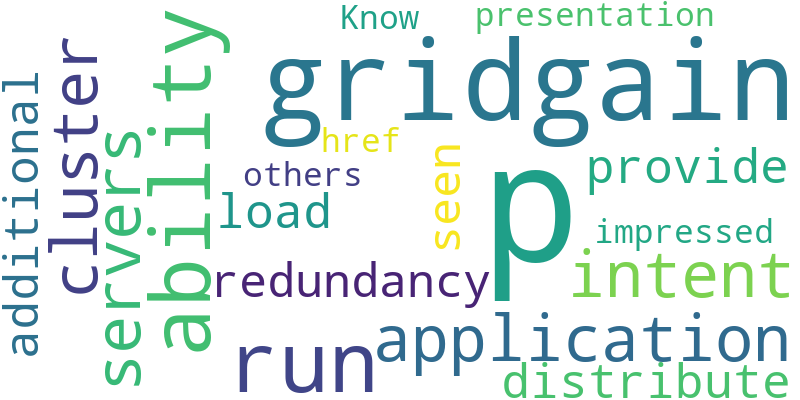 Know
presentation
gridgain
ability
cluster
additional
servers
href
others
seen
provide
p
load
impressed
redundancy
intent
run
application
distribute